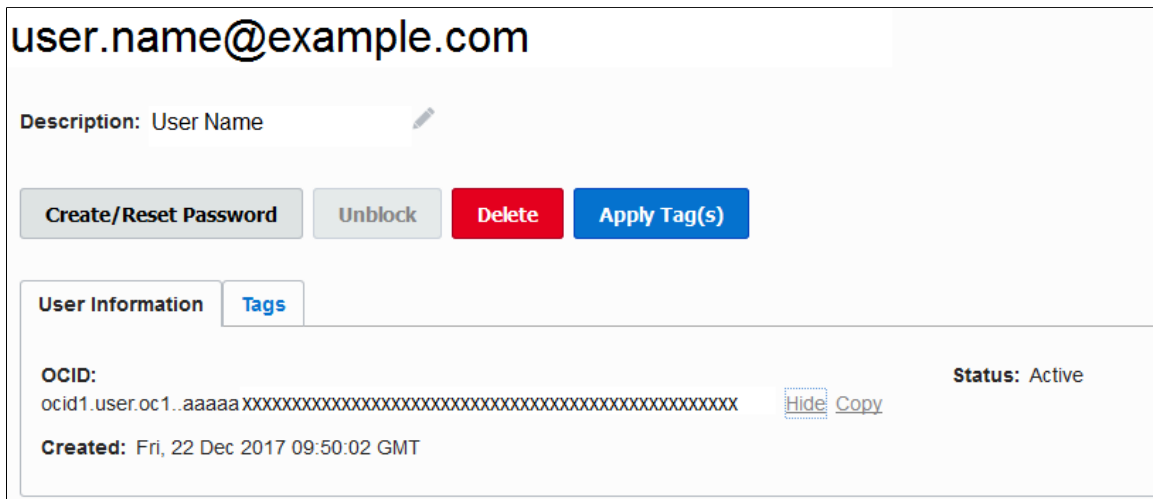 user.name@example.com
Description: User Name
Create/Reset Password Unblock Delete Apply Tag(s)
User Information Tags
OCID: Status: Active
ocid1.user.oc1..aaaaaXXXXXXXXXXXXXXXXXXXXXXXXXXXXXXXXXXXXXXXXXXXXXXXXXX Hide Copy
Created: Fri, 22 Dec 2017 09:50:02 GMT